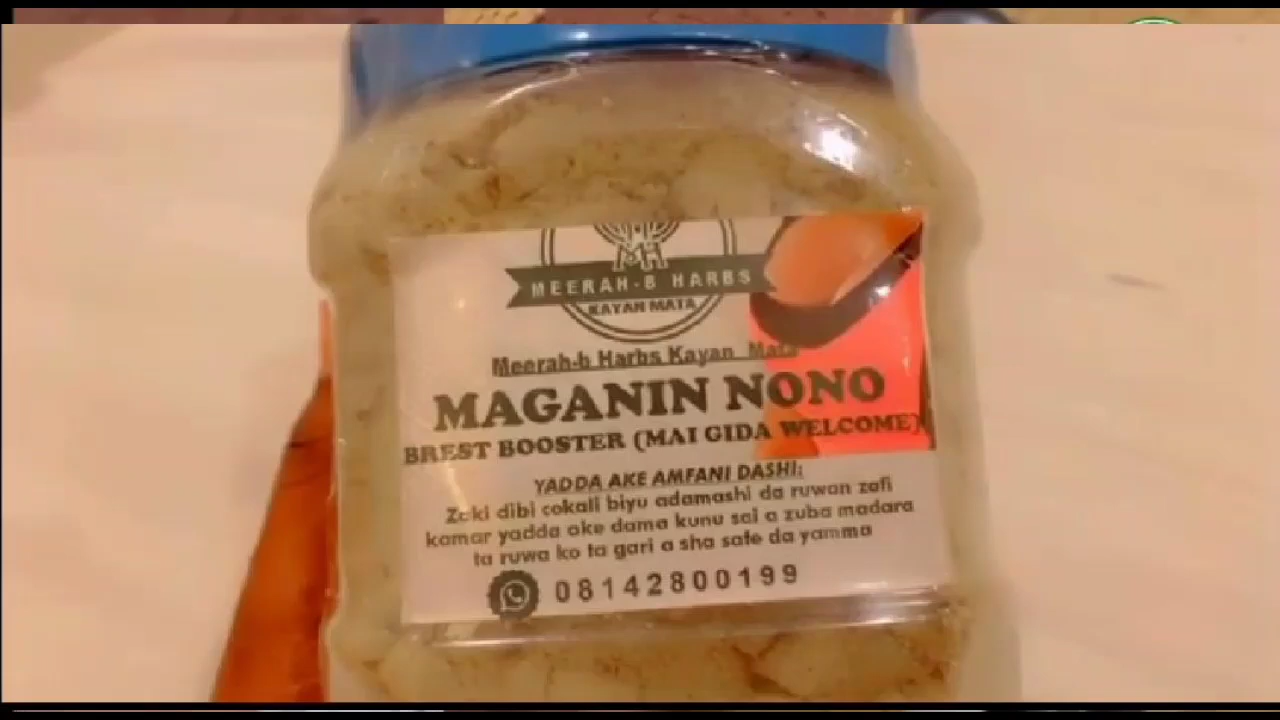 MEERAH-B HARBS
KAYAN MATA
Meerah-b Harbs Kayan Mata
MAGANIN NONO
BREST BOOSTER (MAI GIDA WELCOME)
YADDA AKE AMFANI DASHI:
Zaki dibi cokali biyu adamashi da ruwan zafi
kamar yadda ake dama kunu sai a zuba madara
ta ruwa ko ta gari a sha safe da yamma
08142800199